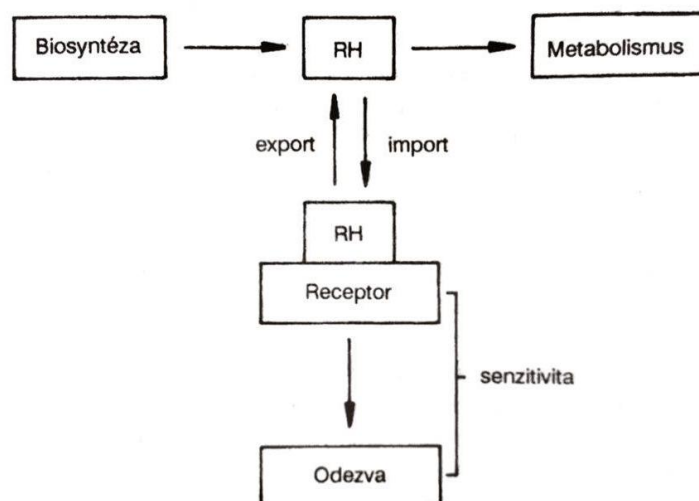 Biosyntéza
RH
Metabolismus
export
import
RH
Receptor
senzitivita
Odezva